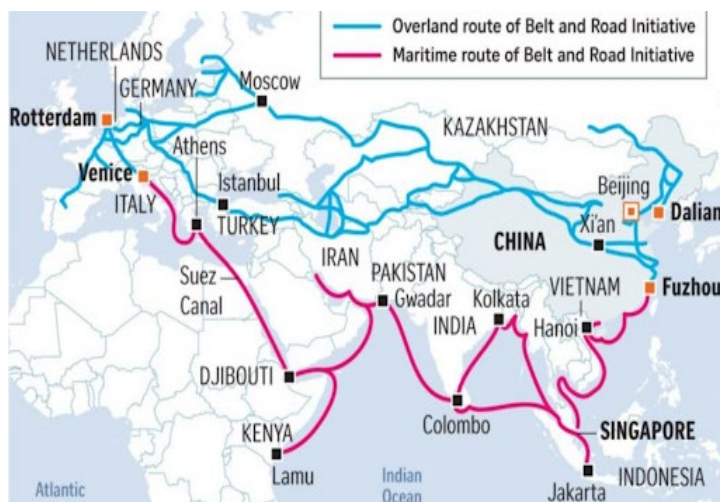 Overland route of Belt and Road Initiative
Maritime route of Belt and Road Initiative
NETHERLANDS
GERMANY
Moscow
Rotterdam
KAZAKHSTAN
Athens
Venice
Istanbul
Beijing
ITALY
TURKEY
Xi'an
Dalian
CHINA
IRAN
Suez
Canal
PAKISTAN
Gwadar
Kolkata
VIETNAM
Fuzhou
INDIA
Hanoi
DJIBOUTI
KENYA
Colombo
SINGAPORE
Lamu
INDONESIA
Jakarta
Atlantic
Indian
Ocean